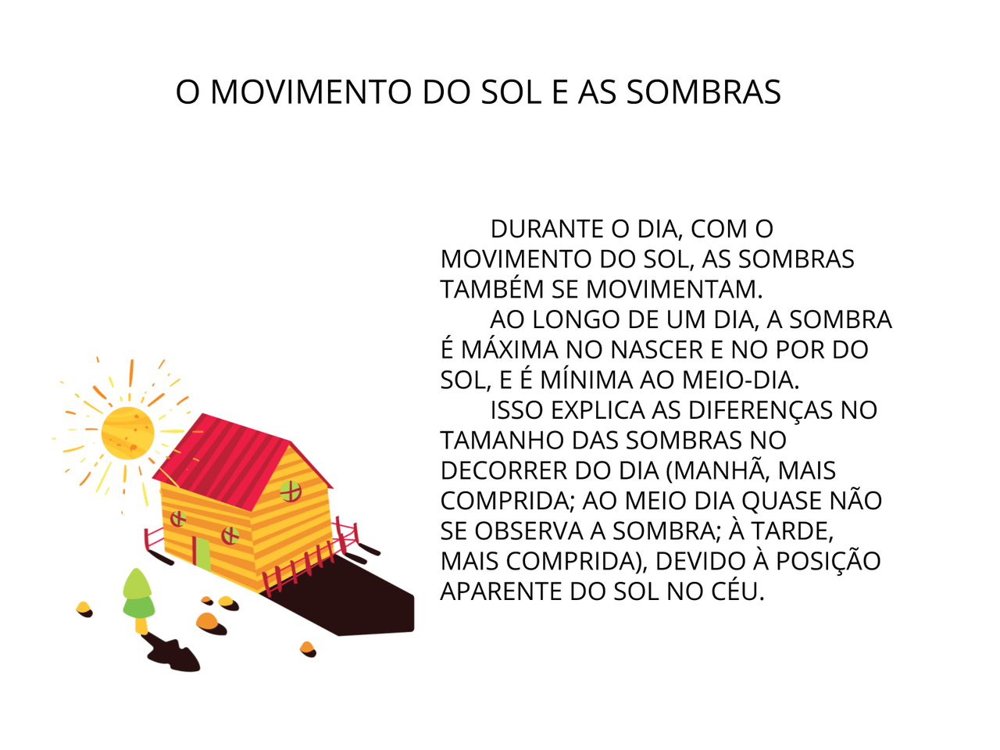 O MOVIMENTO DO SOL E AS SOMBRAS
DURANTE O DIA, COM O
MOVIMENTO DO SOL, AS SOMBRAS
TAMBÉM SE MOVIMENTAM.
AO LONGO DE UM DIA, A SOMBRA
É MÁXIMA NO NASCER E NO POR DO
SOL, E É MÍNIMA AO MEIO-DIA.
ISSO EXPLICA AS DIFERENÇAS NO
TAMANHO DAS SOMBRAS NO
DECORRER DO DIA (MANHÃ, MAIS
COMPRIDA; AO MEIO DIA QUASE NÃO
SE OBSERVA A SOMBRA; À TARDE,
MAIS COMPRIDA), DEVIDO À POSIÇÃO
APARENTE DO SOL NO CÉU.